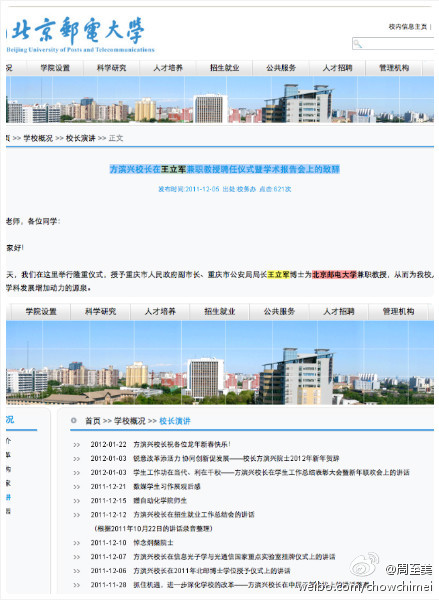 北京郵電大學
Beijing University of Posts and Telecommunications
校内信息主页 |
况 学院设置 科学研究 人才培养 招生就业 公共服务 人才招聘 管理机构
页 >> 学校概况 >> 校长演讲 >> 正文
方滨兴校长在王立军兼职教授聘任仪式暨学术报告会上的致辞
发布时间:2011-12-05 出处:校务办 点击:621次
老师，各位同学：
家好!
天，我们在这里举行隆重仪式，授予重庆市人民政府副市长、重庆市公安局局长王立军博士为北京邮电大学兼职教授，从而为我校
学科发展增加动力的源泉。
学院设置 科学研究 人才培养 招生就业 公共服务 人才招聘 管理机构
况
介
构
讲
首页 >> 学校概况 >> 校长演讲
>> 2012-01-22 方滨兴校长祝各位龙年新春快乐!
>> 2012-01-03 锐意改革添活力 协同创新促发展——校长方滨兴院士2012年新年贺辞
>> 2012-01-03 学生工作功在当代、利在千秋——方滨兴校长在学生工作总结表彰大会暨新年联欢会上的讲话
>> 2011-12-21 数媒学生习作展观后感
>> 2011-12-15 赠自动化学院师生
>> 2011-12-12 方滨兴校长在招生就业工作总结会的讲话
（根据2011年10月22日的讲话录音整理）
>> 2011-12-10 悼念炯槃院士
>> 2011-12-07 方滨兴校长在信息光子学与光通信国家重点实验室挂牌仪式上的讲话
>> 2011-12-06 方滨兴校长在2011年北邮博士学位授予仪式上的讲话
>> 2011-11-28 抓住机遇，进一步深化学校的改革——方滨兴校长在中层
@周至美
weibo.com/chowchimei